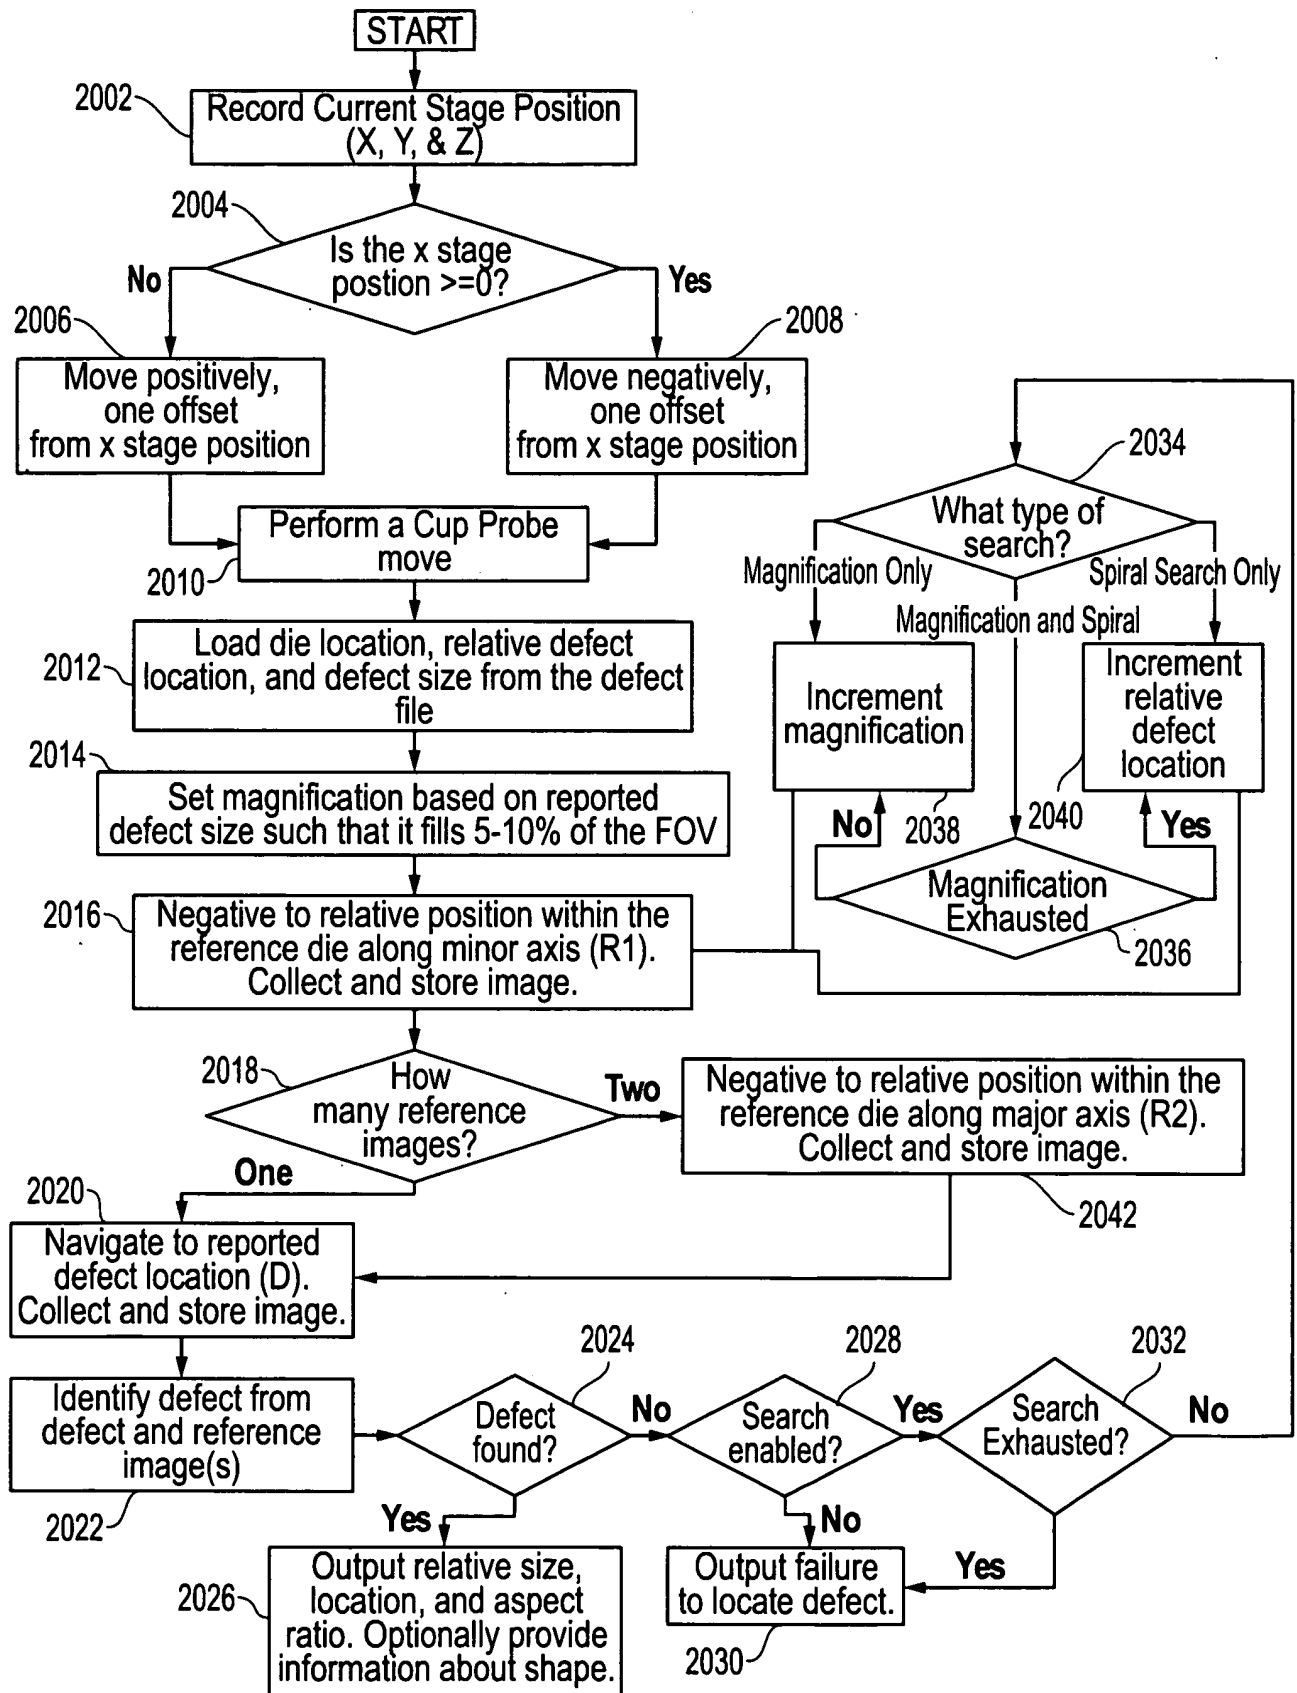 START
2002
Record Current Stage Position
(X, Y, & Z)
2004
Is the x stage
postion >=0?
No
Yes
2006
2008
Move positively,
one offset
from x stage position
Move negatively,
one offset
from x stage position
Perform a Cup Probe
move
2010
2012
Load die location, relative defect
location, and defect size from the defect
file
2014
Set magnification based on reported
defect size such that it fills 5-10% of the FOV
2016
Negative to relative position within the
reference die along minor axis (R1).
Collect and store image.
2034
What type of
search?
Magnification Only
Spiral Search Only
Magnification and Spiral
Increment
magnification
Increment
relative
defect
location
2038
2040
No
Yes
Magnification
Exhausted
2036
2018
How
many reference
images?
Two
One
Negative to relative position within the
reference die along major axis (R2).
Collect and store image.
2042
2020
Navigate to reported
defect location (D).
Collect and store image.
Identify defect from
defect and reference
image(s)
2022
2024
Defect
found?
No
Yes
2028
Search
enabled?
Yes
No
2032
Search
Exhausted?
No
Yes
2026
Output relative size,
location, and aspect
ratio. Optionally provide
information about shape.
Output failure
to locate defect.
2030